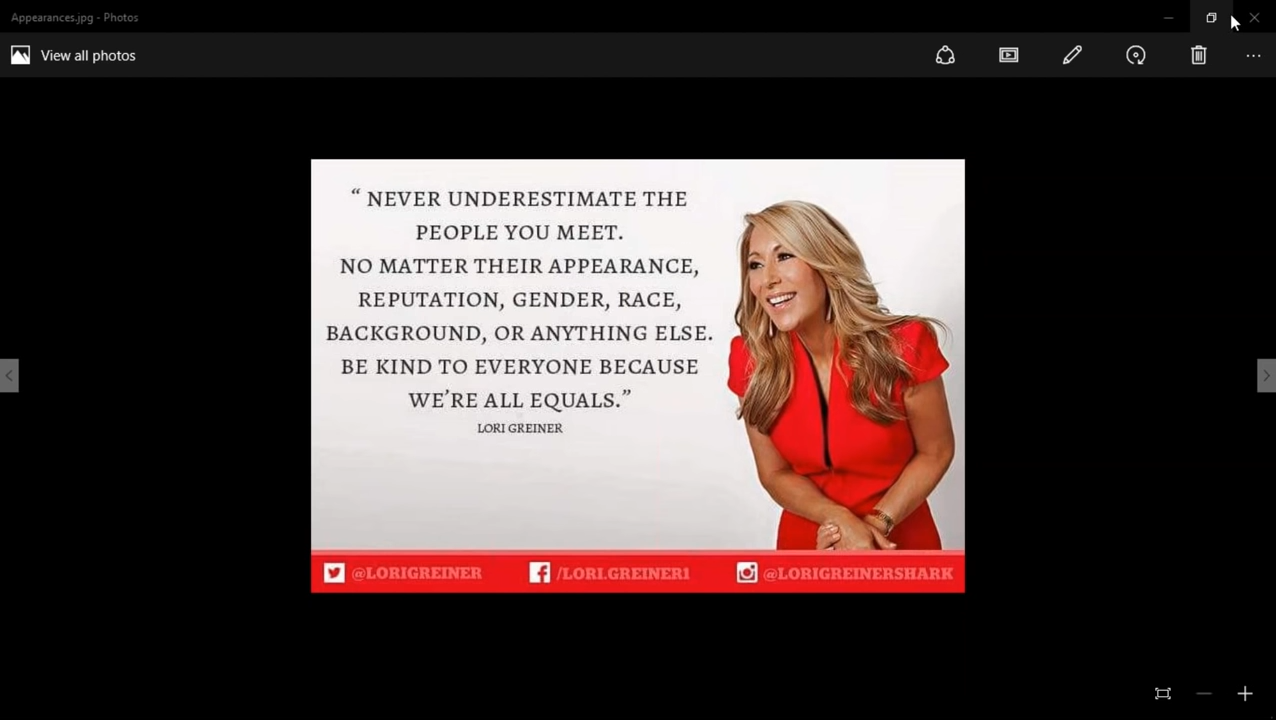 Appearances.jpg - Photos
View all photos
“ NEVER UNDERESTIMATE THE
PEOPLE YOU MEET.
NO MATTER THEIR APPEARANCE,
REPUTATION, GENDER, RACE,
BACKGROUND, OR ANYTHING ELSE.
BE KIND TO EVERYONE BECAUSE
WE’RE ALL EQUALS.”
LORI GREINER
@LORIGREINER
/LORI.GREINER1
@LORIGREINERSHARK